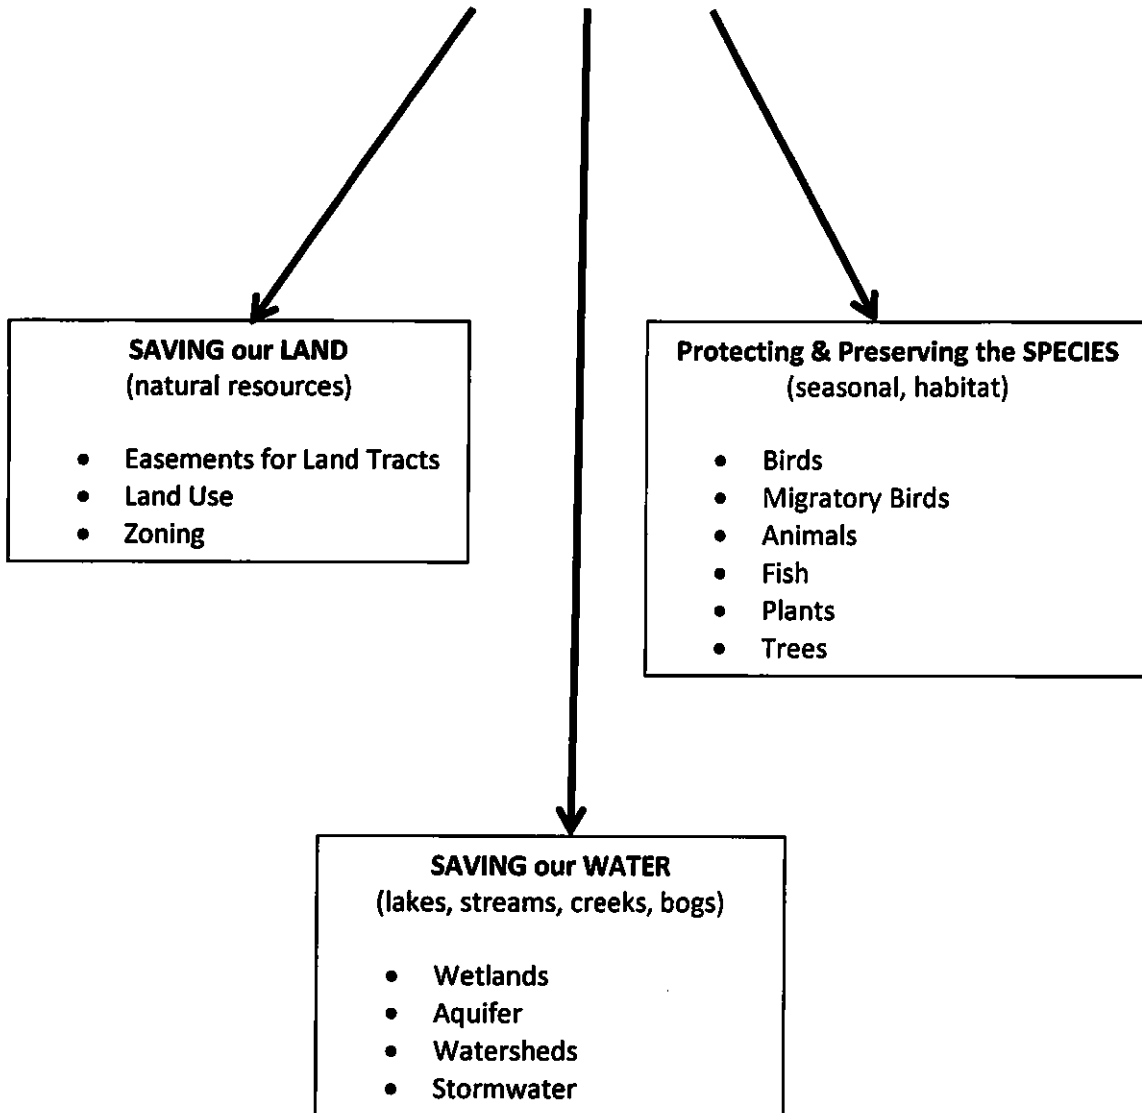 SAVING our LAND
(natural resources)
• Easements for Land Tracts
• Land Use
• Zoning
Protecting & Preserving the SPECIES
(seasonal, habitat)
• Birds
• Migratory Birds
• Animals
• Fish
• Plants
• Trees
SAVING our WATER
(lakes, streams, creeks, bogs)
• Wetlands
• Aquifer
• Watersheds
• Stormwater